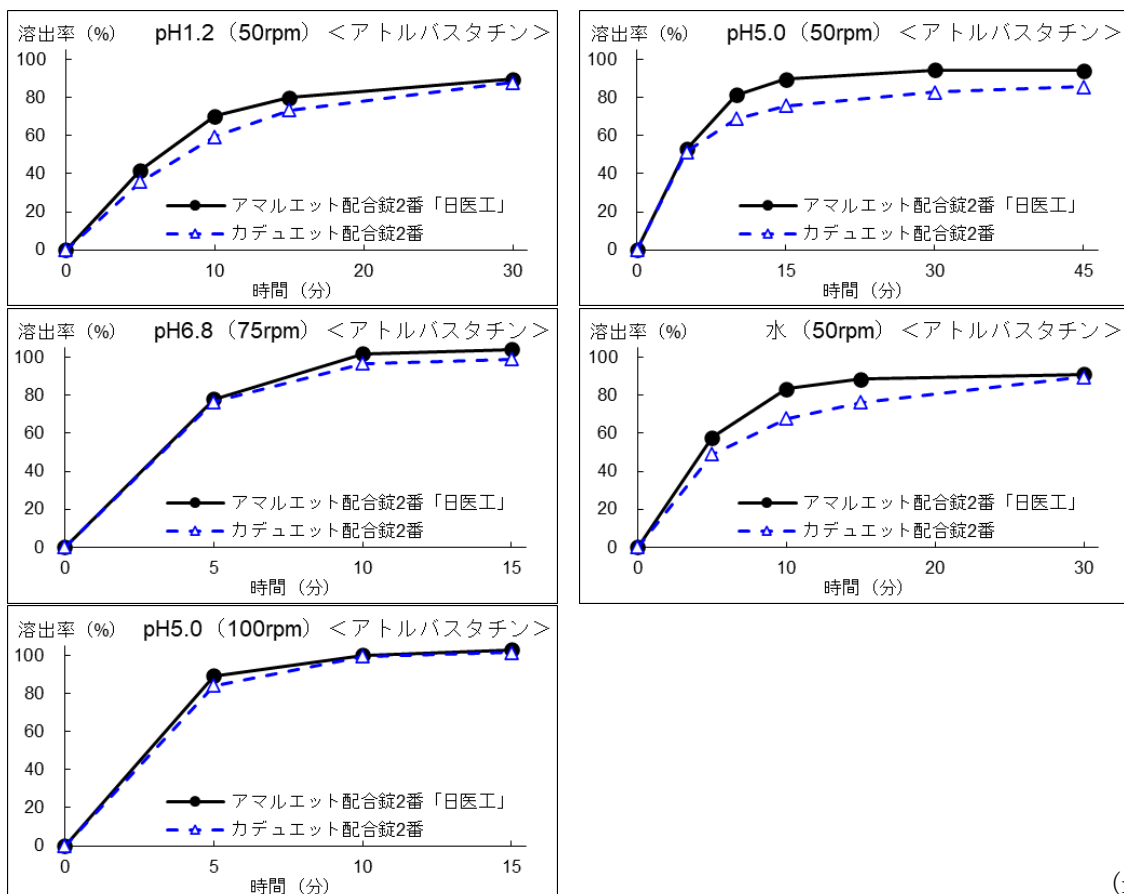 溶出率（%） pH1.2（50rpm）＜アトルバスタチン＞
100
80
60
40
20
0
アマルエット配合錠2番「日医工」
カデュエット配合錠2番
0 10 20 30
時間（分）
溶出率（%） pH5.0（50rpm）＜アトルバスタチン＞
100
80
60
40
20
0
アマルエット配合錠2番「日医工」
カデュエット配合錠2番
0 15 30 45
時間（分）
溶出率（%） pH6.8（75rpm）＜アトルバスタチン＞
100
80
60
40
20
0
アマルエット配合錠2番「日医工」
カデュエット配合錠2番
0 5 10 15
時間（分）
溶出率（%） 水（50rpm）＜アトルバスタチン＞
100
80
60
40
20
0
アマルエット配合錠2番「日医工」
カデュエット配合錠2番
0 10 20 30
時間（分）
溶出率（%） pH5.0（100rpm）＜アトルバスタチン＞
100
80
60
40
20
0
アマルエット配合錠2番「日医工」
カデュエット配合錠2番
0 5 10 15
時間（分）